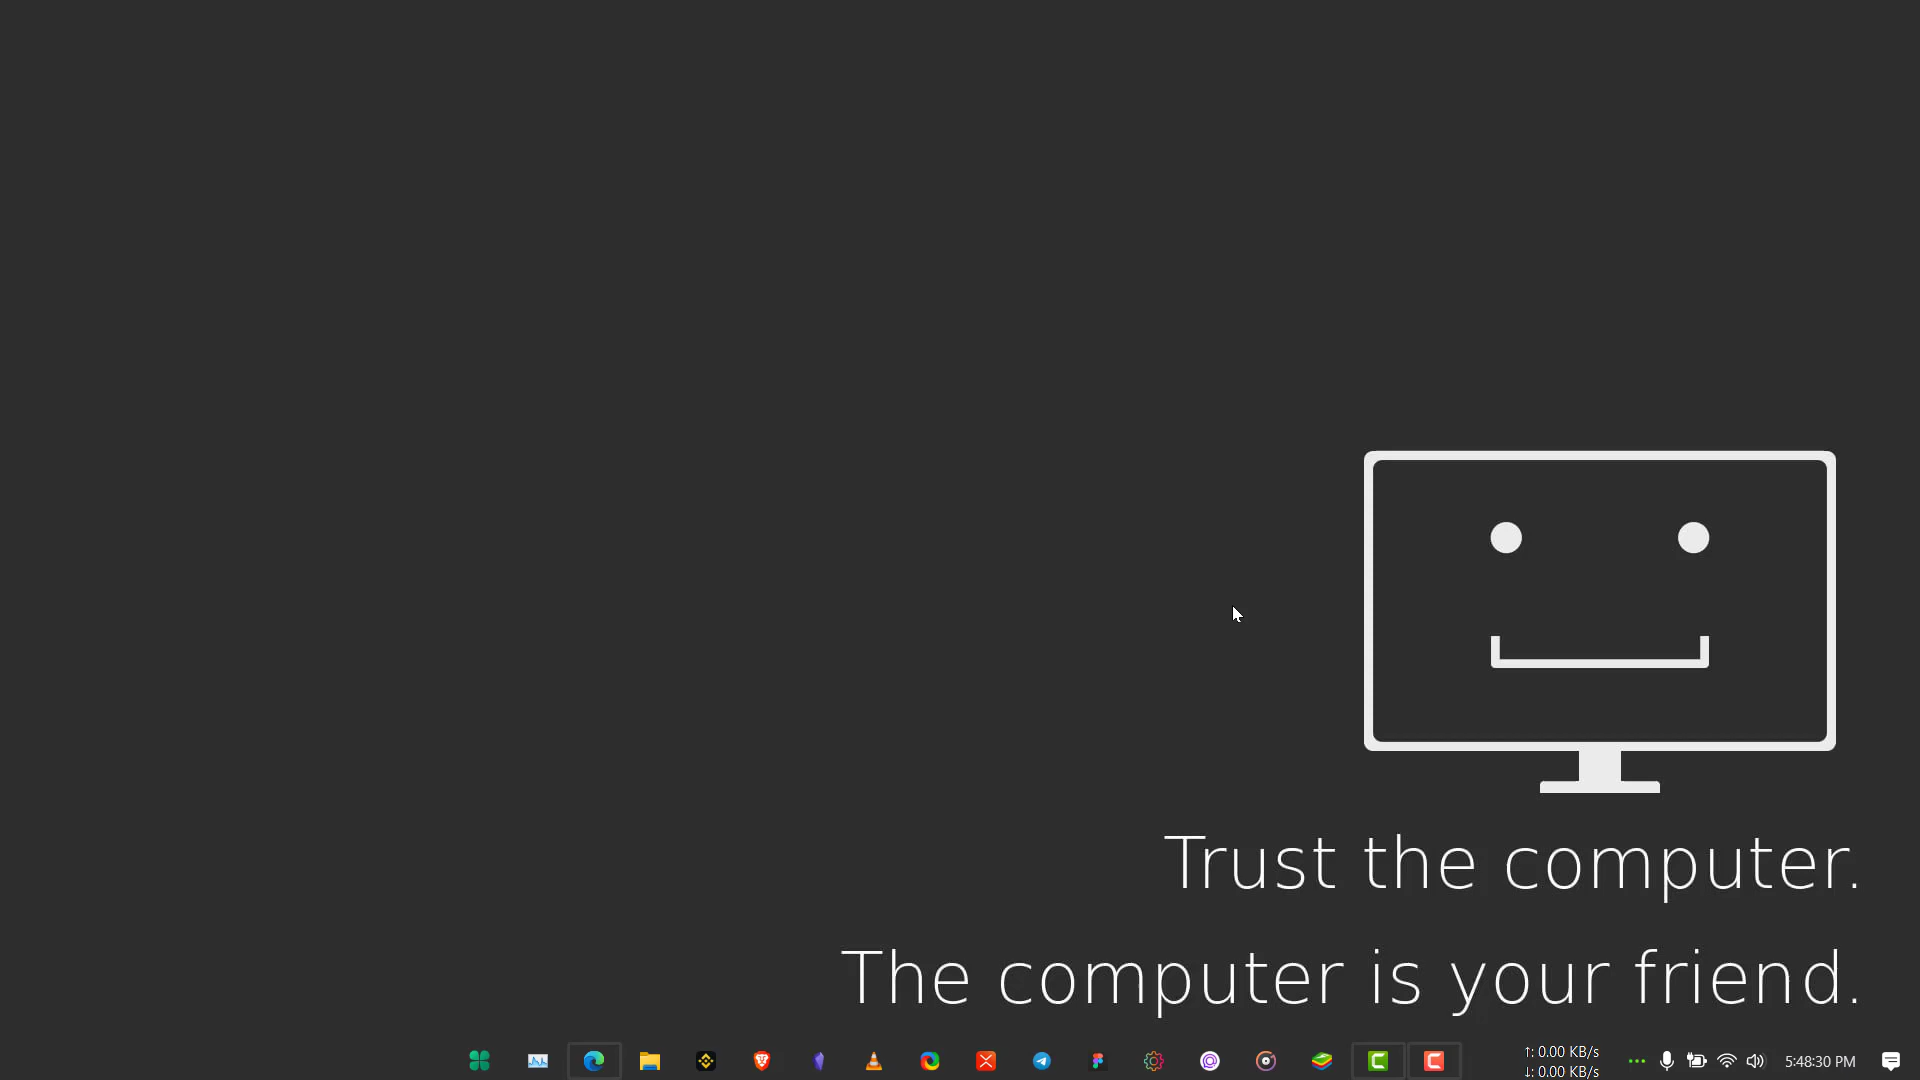 Trust the computer.
The computer is your friend.
↑: 0.00 KB/s
↓: 0.00 KB/s
5:48:30 PM